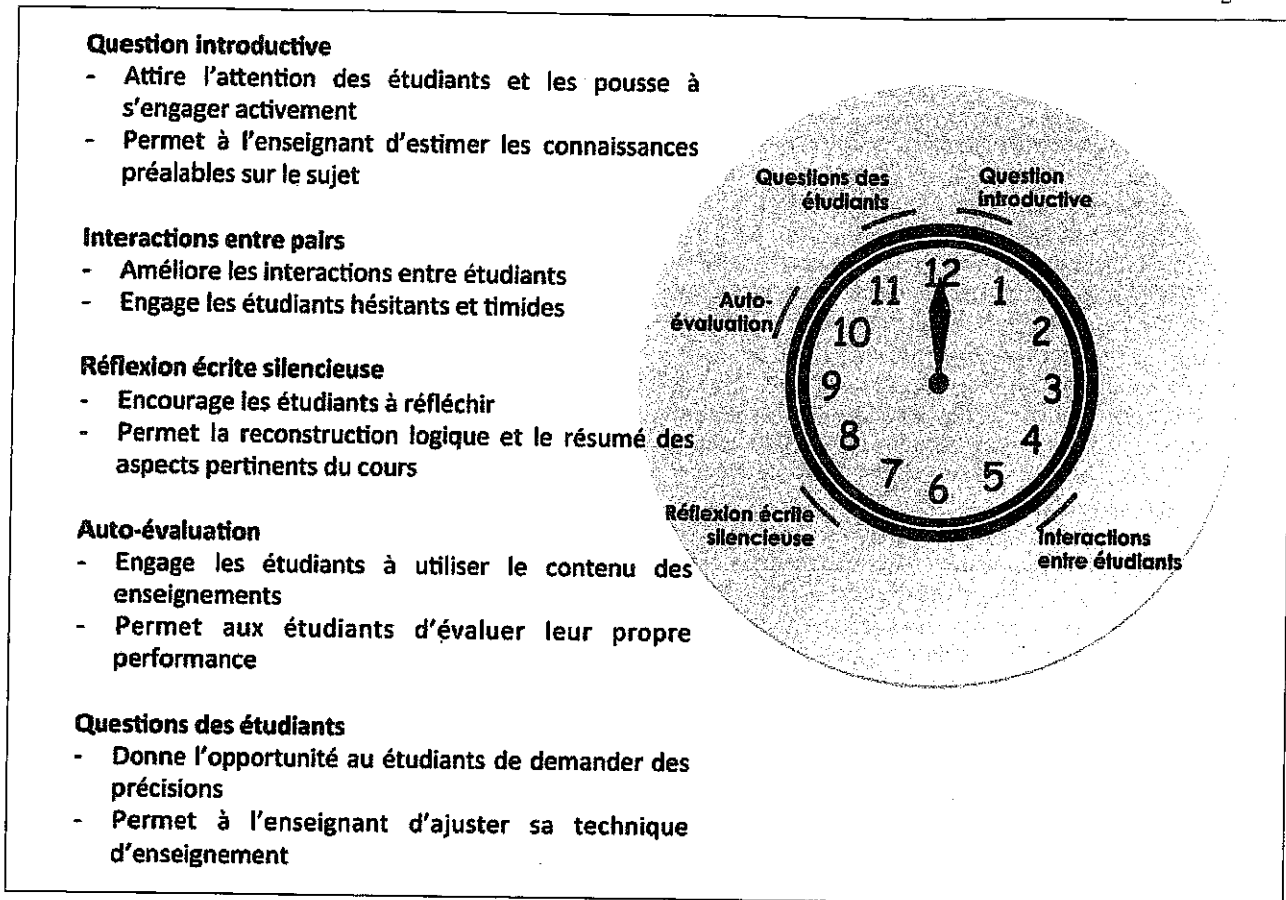 Question introductive
- Attire l'attention des étudiants et les pousse à
s'engager activement
- Permet à l'enseignant d'estimer les connaissances
préalables sur le sujet
Interactions entre pairs
- Améliore les interactions entre étudiants
- Engage les étudiants hésitants et timides
Réflexion écrite silencieuse
- Encourage les étudiants à réfléchir
- Permet la reconstruction logique et le résumé des
aspects pertinents du cours
Auto-évaluation
- Engage les étudiants à utiliser le contenu des
enseignements
- Permet aux étudiants d'évaluer leur propre
performance
Questions des étudiants
- Donne l'opportunité au étudiants de demander des
précisions
- Permet à l'enseignant d'ajuster sa technique
d'enseignement
Questions des
étudiants
Question
introductive
Auto-
évaluation
12
1
2
3
4
5
6
7
8
9
10
11
Réflexion écrite
silencieuse
Interactions
entre étudiants